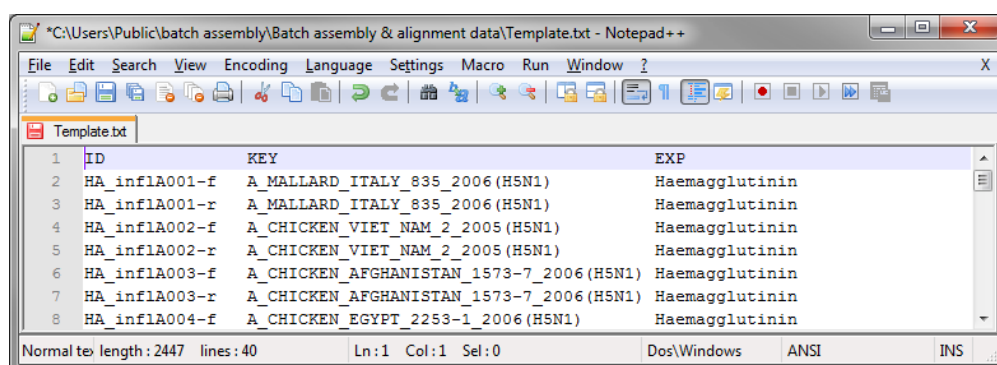 *C:\Users\Public\batch assembly\Batch assembly & alignment data\Template.txt - Notepad++
File Edit Search View Encoding Language Settings Macro Run Window ? X
Template.txt
1 ID KEY EXP
2 HA_inflA001-f A_MALLARD_ITALY_835_2006(H5N1) Haemagglutinin
3 HA_inflA001-r A_MALLARD_ITALY_835_2006(H5N1) Haemagglutinin
4 HA_inflA002-f A_CHICKEN_VIET_NAM_2_2005(H5N1) Haemagglutinin
5 HA_inflA002-r A_CHICKEN_VIET_NAM_2_2005(H5N1) Haemagglutinin
6 HA_inflA003-f A_CHICKEN_AFGHANISTAN_1573-7_2006(H5N1) Haemagglutinin
7 HA_inflA003-r A_CHICKEN_AFGHANISTAN_1573-7_2006(H5N1) Haemagglutinin
8 HA_inflA004-f A_CHICKEN_EGYPT_2253-1_2006(H5N1) Haemagglutinin
Normal tex length : 2447 lines : 40 Ln : 1 Col : 1 Sel : 0 Dos\Windows ANSI INS